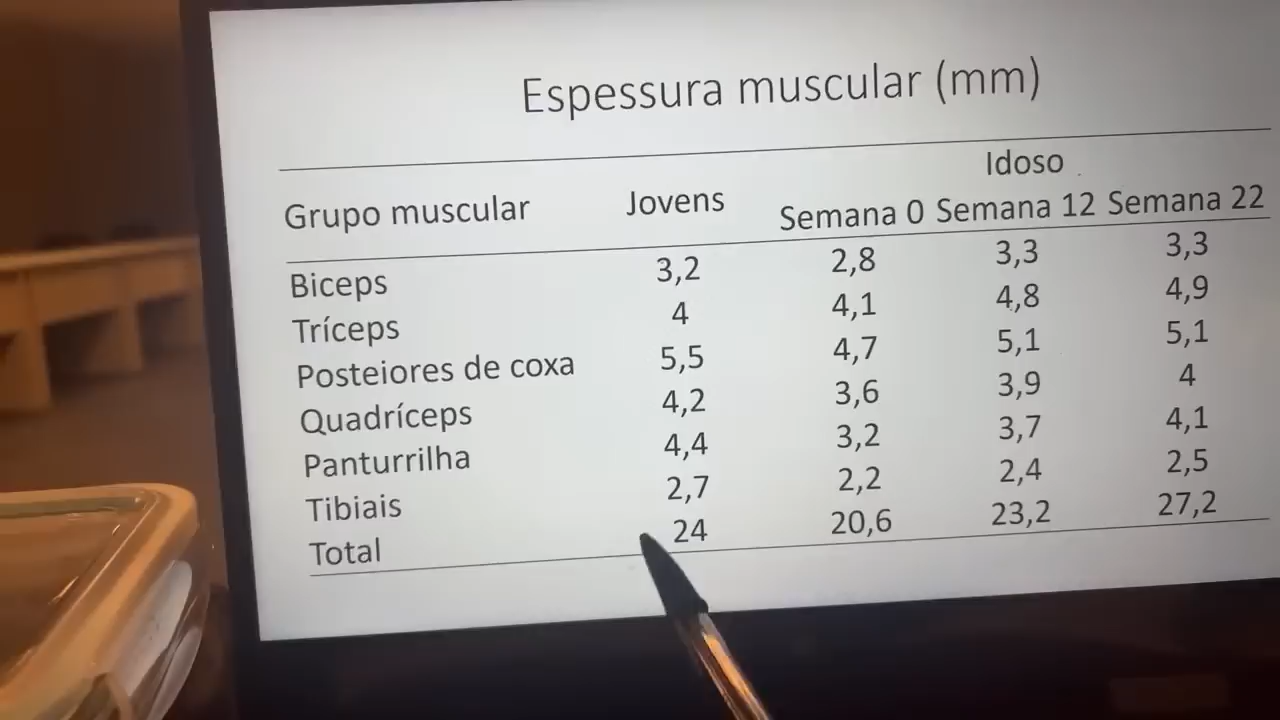 Espessura muscular (mm)
Idoso
Grupo muscular Jovens Semana 0 Semana 12 Semana 22
Biceps 3,2 2,8 3,3 3,3
Tríceps 4 4,1 4,8 4,9
Posteiores de coxa 5,5 4,7 5,1 5,1
Quadríceps 4,2 3,6 3,9 4
Panturrilha 4,4 3,2 3,7 4,1
Tibiais 2,7 2,2 2,4 2,5
Total 24 20,6 23,2 27,2